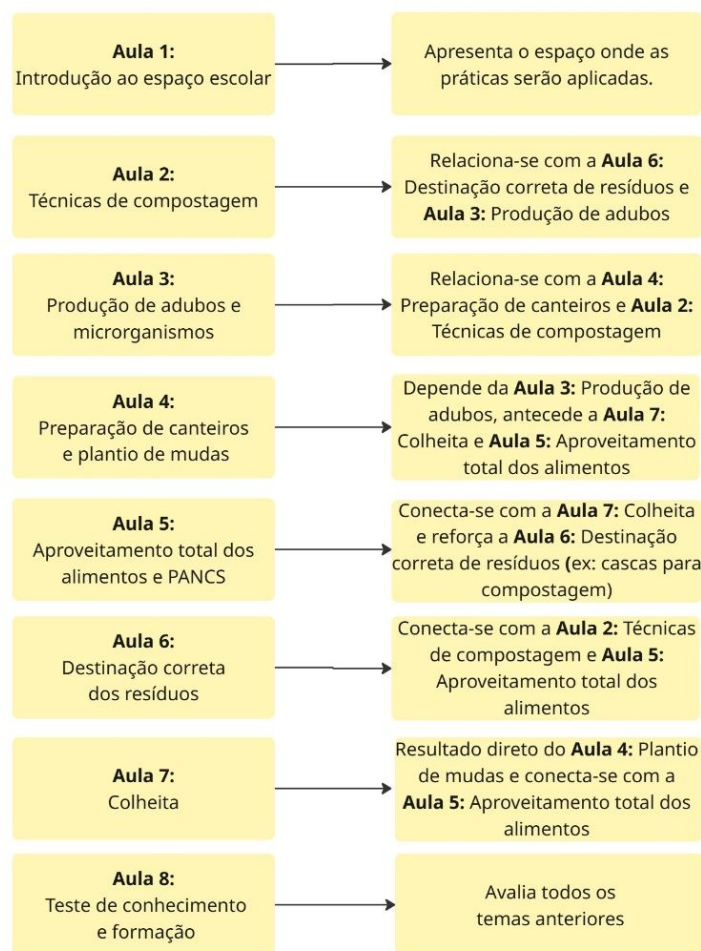 Aula 1:
Introdução ao espaço escolar
Apresenta o espaço onde as
práticas serão aplicadas.
Aula 2:
Técnicas de compostagem
Relaciona-se com a Aula 6:
Destinação correta de resíduos e
Aula 3: Produção de adubos
Aula 3:
Produção de adubos e
microrganismos
Relaciona-se com a Aula 4:
Preparação de canteiros e Aula 2:
Técnicas de compostagem
Aula 4:
Preparação de canteiros
e plantio de mudas
Depende da Aula 3: Produção de
adubos, antecede a Aula 7:
Colheita e Aula 5: Aproveitamento
total dos alimentos
Aula 5:
Aproveitamento total dos
alimentos e PANCS
Conecta-se com a Aula 7: Colheita
e reforça a Aula 6: Destinação
correta de resíduos (ex: cascas para
compostagem)
Aula 6:
Destinação correta
dos resíduos
Conecta-se com a Aula 2: Técnicas
de compostagem e Aula 5:
Aproveitamento total dos
alimentos
Aula 7:
Colheita
Resultado direto do Aula 4: Plantio
de mudas e conecta-se com a
Aula 5: Aproveitamento total dos
alimentos
Aula 8:
Teste de conhecimento
e formação
Avalia todos os
temas anteriores